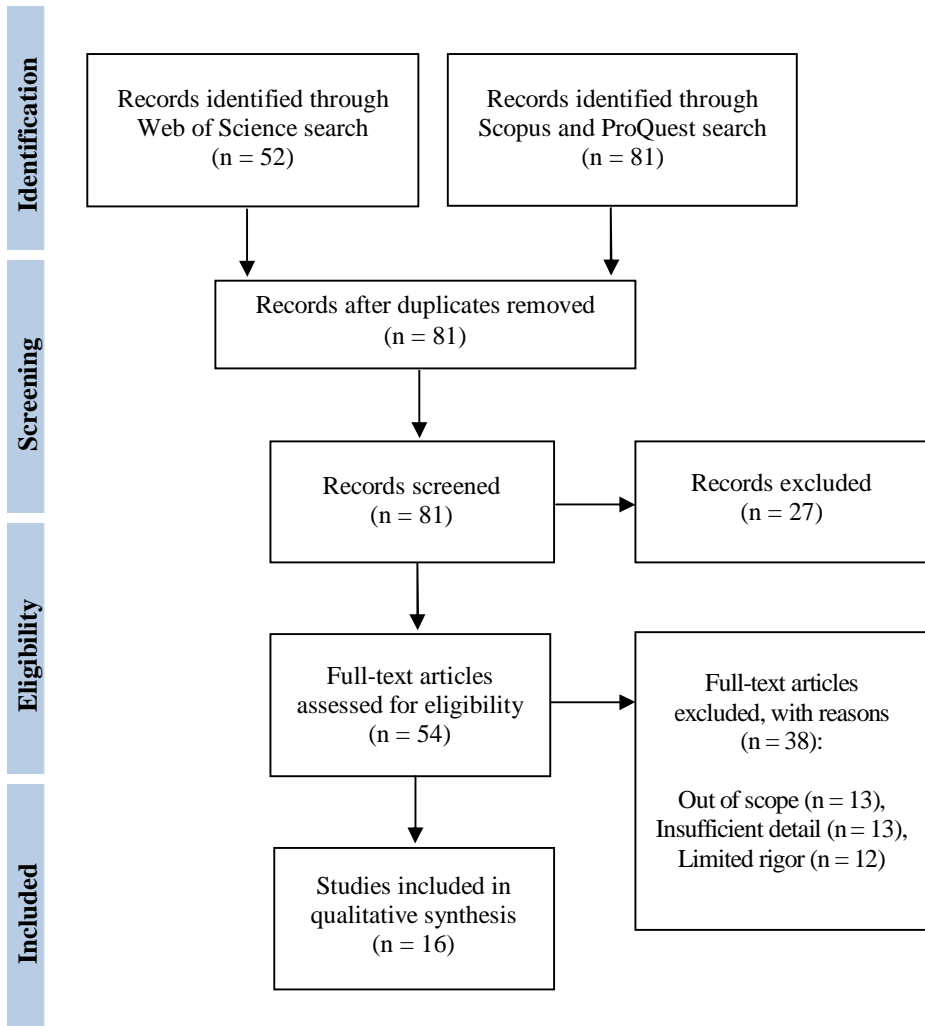 Identification
Records identified through
Web of Science search
(n = 52)
Records identified through
Scopus and ProQuest search
(n = 81)
Screening
Records after duplicates removed
(n = 81)
Records screened
(n = 81)
Records excluded
(n = 27)
Eligibility
Full-text articles
assessed for eligibility
(n = 54)
Full-text articles
excluded, with reasons
(n = 38):
Out of scope (n = 13),
Insufficient detail (n = 13),
Limited rigor (n = 12)
Included
Studies included in
qualitative synthesis
(n = 16)